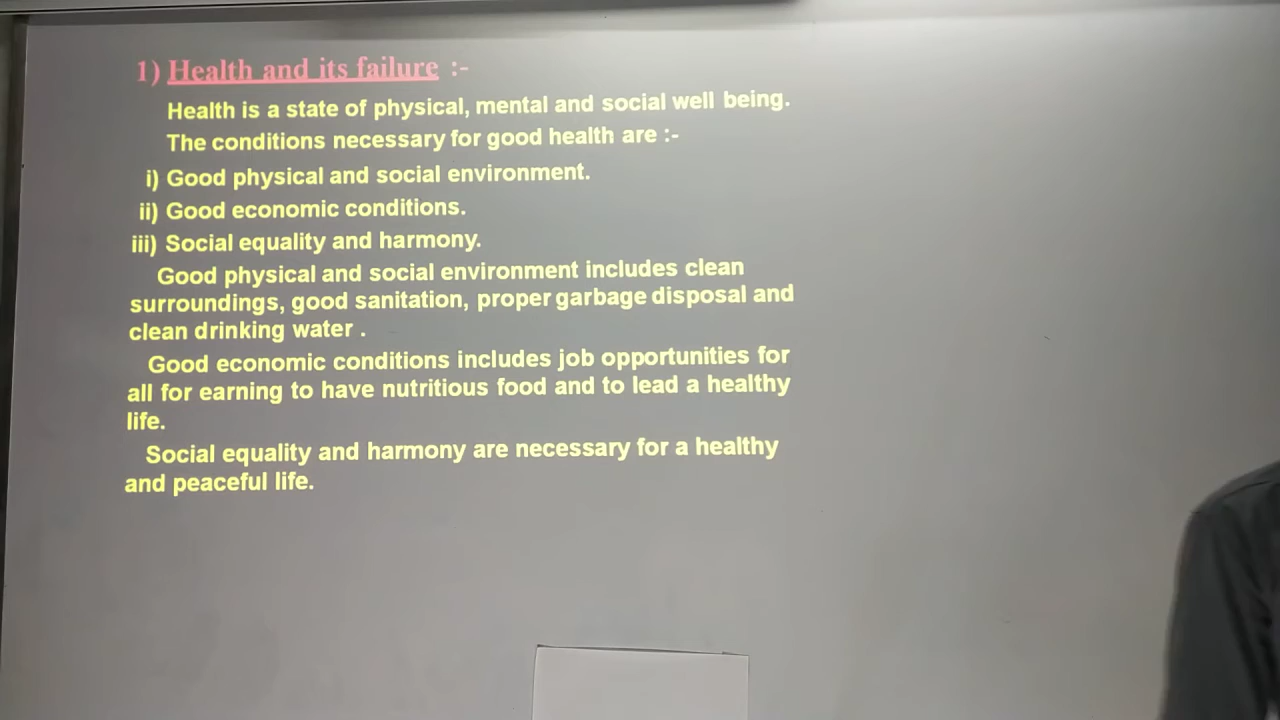 1) Health and its failure :-
Health is a state of physical, mental and social well being.
The conditions necessary for good health are :-
i) Good physical and social environment.
ii) Good economic conditions.
iii) Social equality and harmony.
Good physical and social environment includes clean
surroundings, good sanitation, proper garbage disposal and
clean drinking water .
Good economic conditions includes job opportunities for
all for earning to have nutritious food and to lead a healthy
life.
Social equality and harmony are necessary for a healthy
and peaceful life.